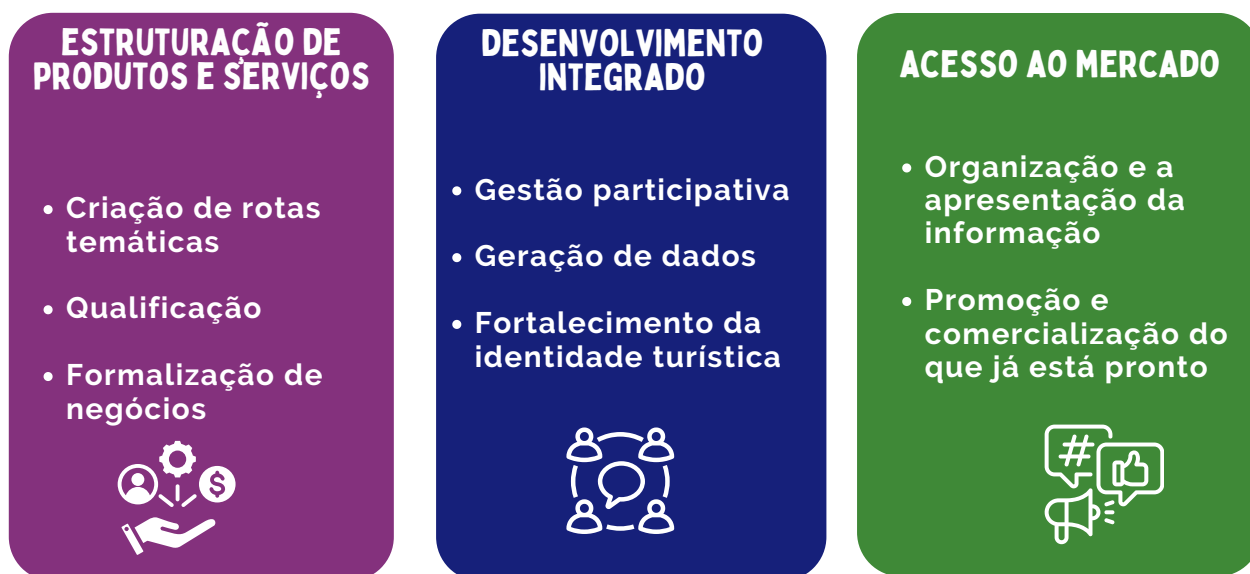 ESTRUTURAÇÃO DE
PRODUTOS E SERVIÇOS
• Criação de rotas
temáticas
• Qualificação
• Formalização de
negócios
$
DESENVOLVIMENTO
INTEGRADO
• Gestão participativa
• Geração de dados
• Fortalecimento da
identidade turística
ACESSO AO MERCADO
• Organização e a
apresentação da
informação
• Promoção e
comercialização do
que já está pronto
#